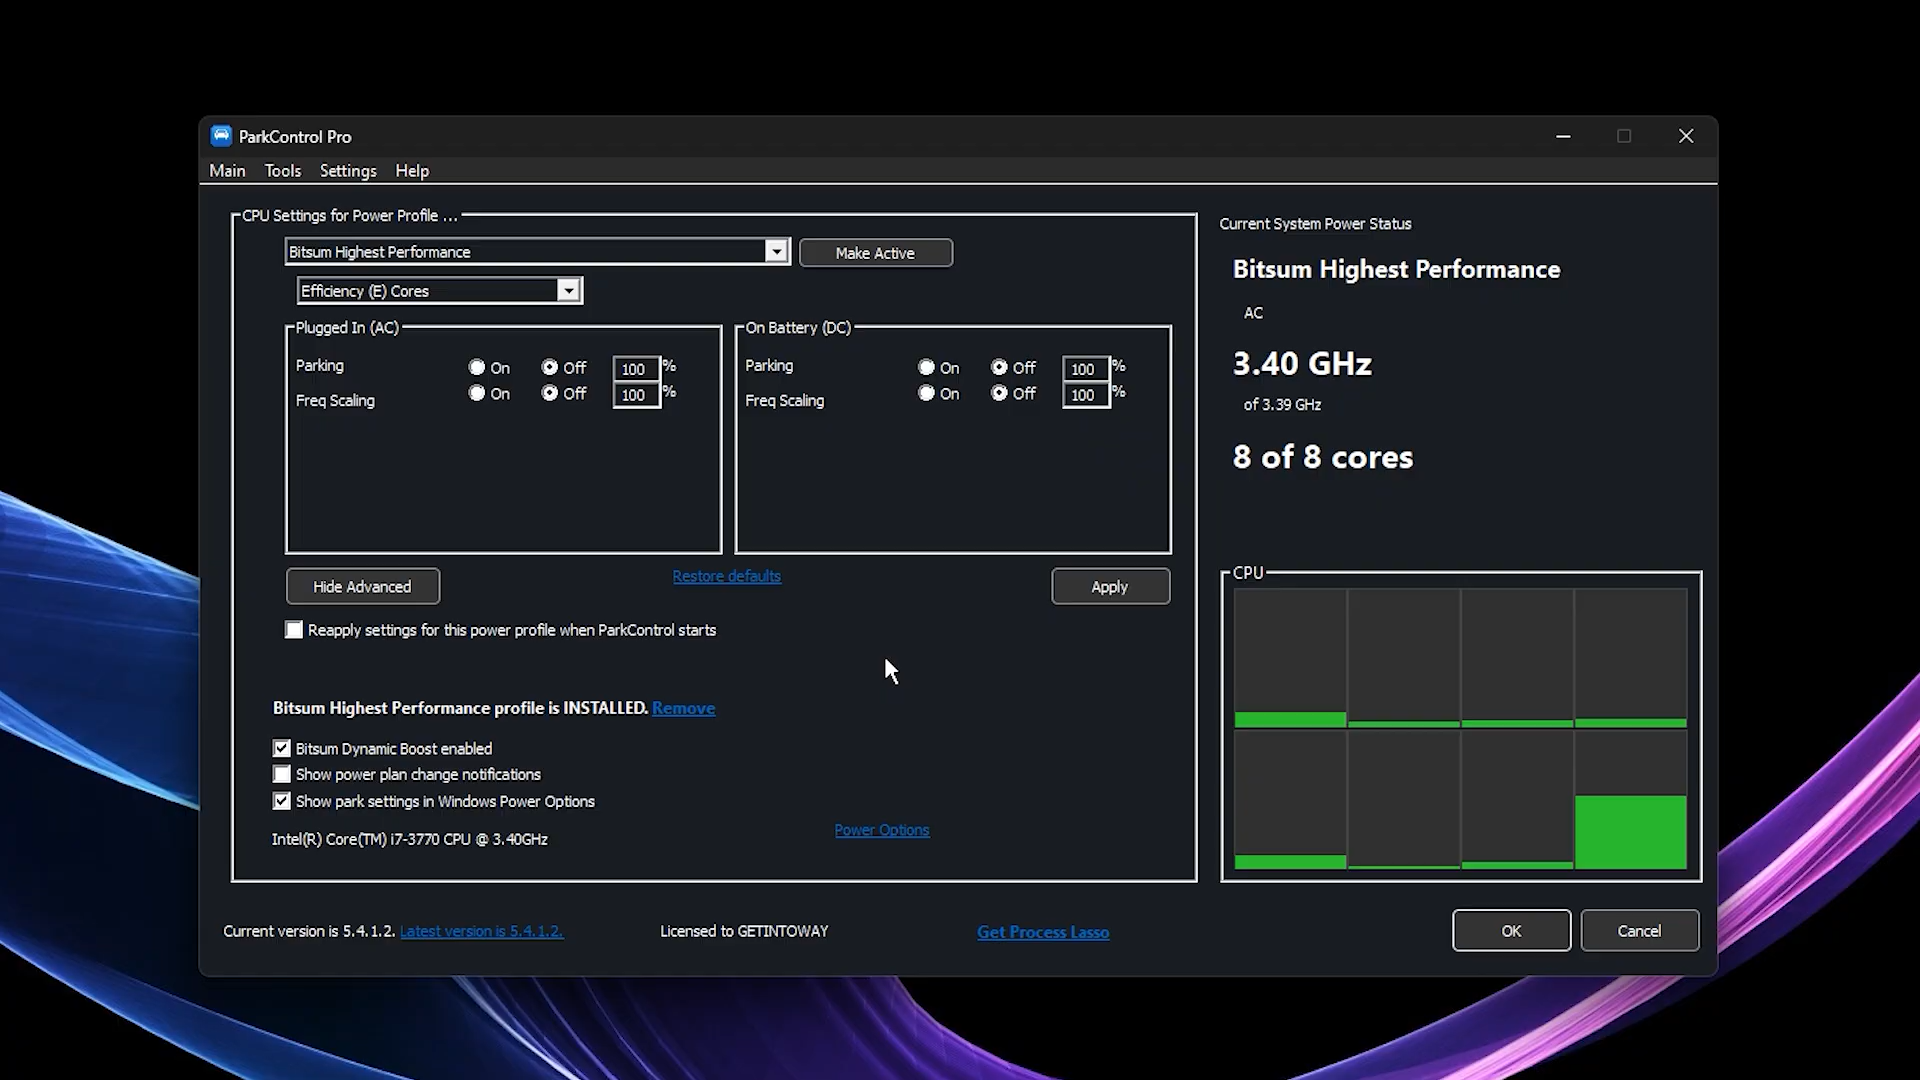 ParkControl Pro
Main Tools Settings Help
CPU Settings for Power Profile ...
Bitsum Highest Performance
Make Active
Efficiency (E) Cores
Plugged In (AC)
Parking On Off 100 %
Freq Scaling On Off 100 %
On Battery (DC)
Parking On Off 100 %
Freq Scaling On Off 100 %
Hide Advanced
Restore defaults
Apply
Reapply settings for this power profile when ParkControl starts
Bitsum Highest Performance profile is INSTALLED. Remove
Bitsum Dynamic Boost enabled
Show power plan change notifications
Show park settings in Windows Power Options
Intel(R) Core(TM) i7-3770 CPU @ 3.40GHz
Power Options
Current System Power Status
Bitsum Highest Performance
AC
3.40 GHz
of 3.39 GHz
8 of 8 cores
CPU
Current version is 5.4.1.2. Latest version is 5.4.1.2.
Licensed to GETINTOWAY
Get Process Lasso
OK
Cancel